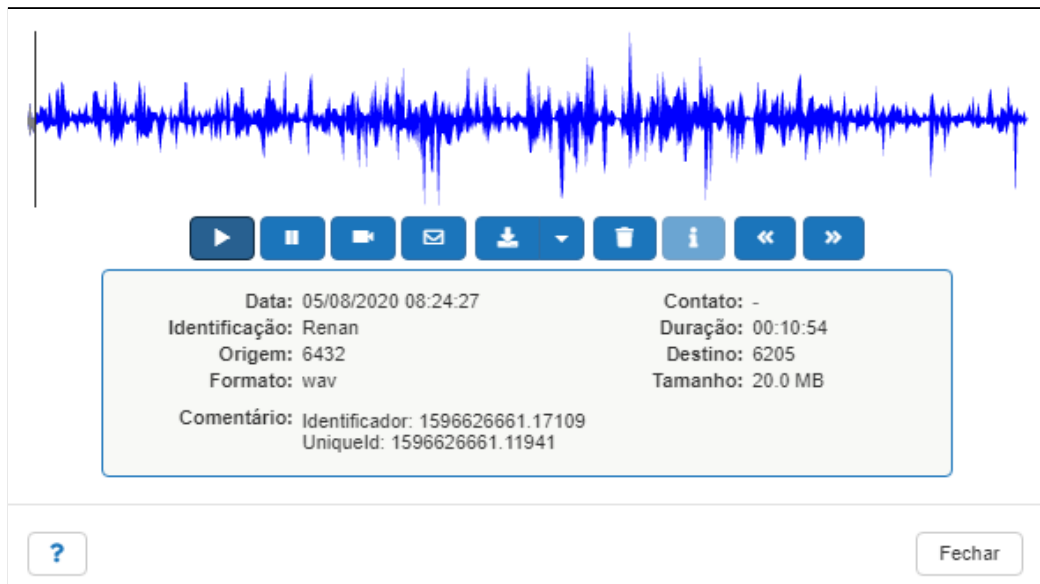 Data: 05/08/2020 08:24:27 Contato: -
Identificação: Renan Duração: 00:10:54
Origem: 6432 Destino: 6205
Formato: wav Tamanho: 20.0 MB
Comentário: Identificador: 1596626661.17109
UniqueId: 1596626661.11941
? Fechar